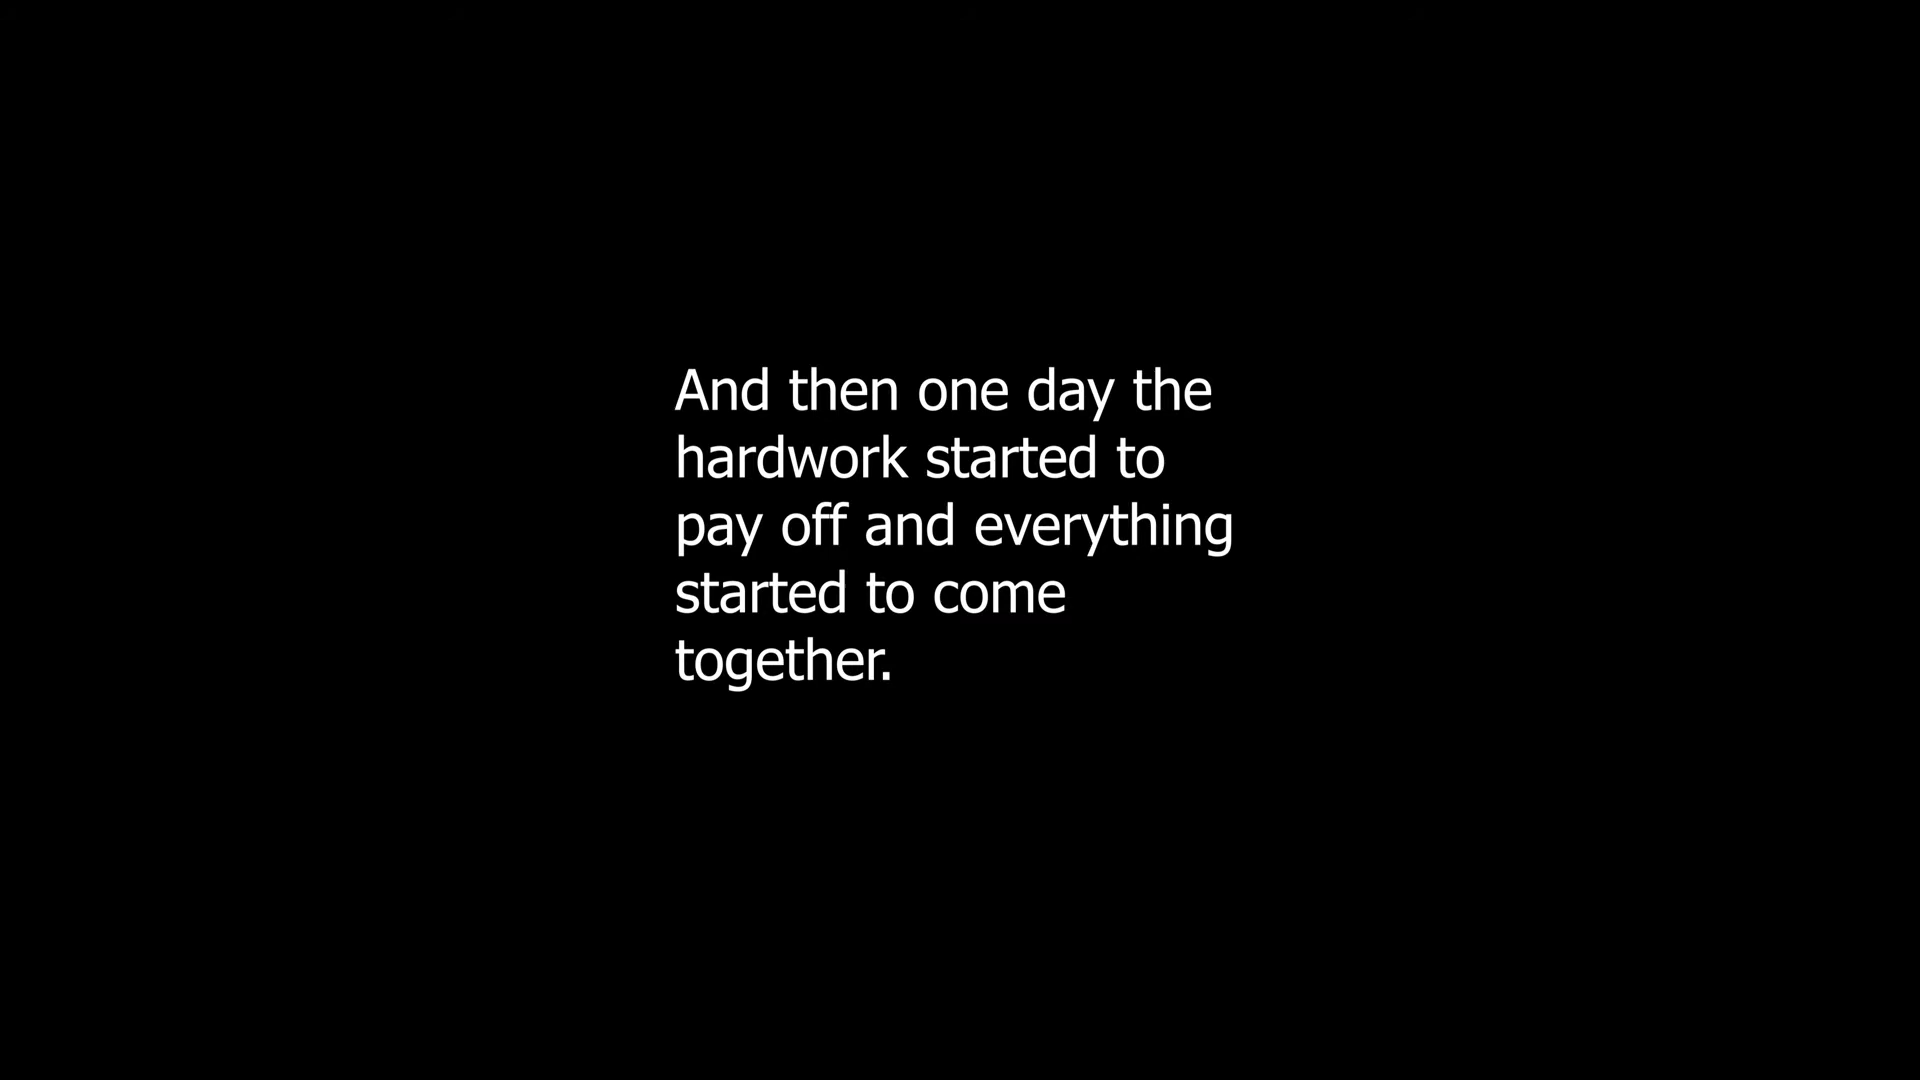 And then one day the
hardwork started to
pay off and everything
started to come
together.